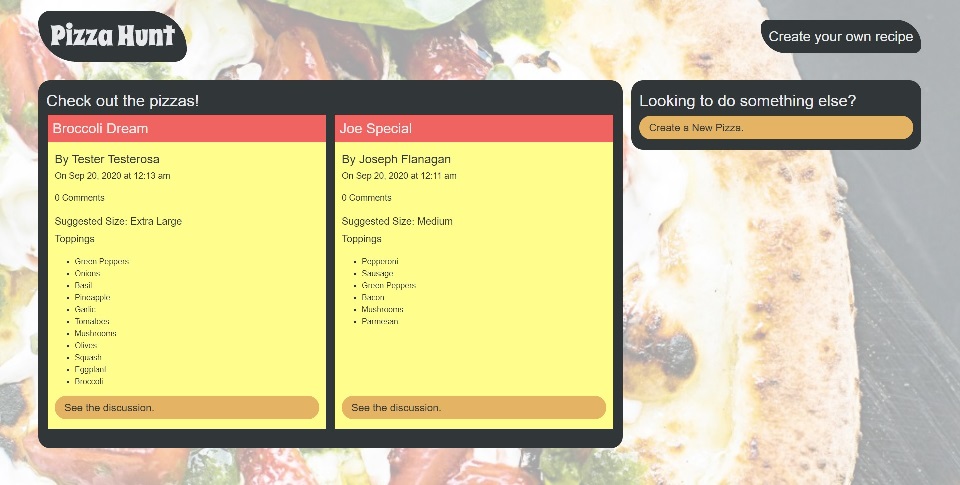 Pizza Hunt
Create your own recipe
Check out the pizzas!
Broccoli Dream
By Tester Testerosa
On Sep 20, 2020 at 12:13 am
0 Comments
Suggested Size: Extra Large
Toppings
Green Peppers
Onions
Basil
Pineapple
Garlic
Tomatoes
Mushrooms
Olives
Squash
Eggplant
Broccoli
See the discussion.
Joe Special
By Joseph Flanagan
On Sep 20, 2020 at 12:11 am
0 Comments
Suggested Size: Medium
Toppings
Pepperoni
Sausage
Green Peppers
Bacon
Mushrooms
Parmesan
See the discussion.
Looking to do something else?
Create a New Pizza.